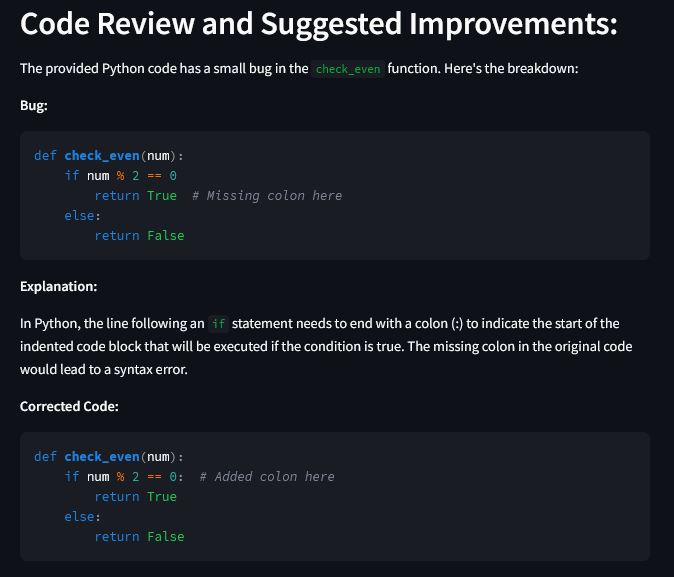 Code Review and Suggested Improvements:
The provided Python code has a small bug in the check_even function. Here's the breakdown:
Bug:
def check_even(num):
    if num % 2 == 0
        return True  # Missing colon here
    else:
        return False
Explanation:
In Python, the line following an if statement needs to end with a colon (:) to indicate the start of the
indented code block that will be executed if the condition is true. The missing colon in the original code
would lead to a syntax error.
Corrected Code:
def check_even(num):
    if num % 2 == 0:  # Added colon here
        return True
    else:
        return False